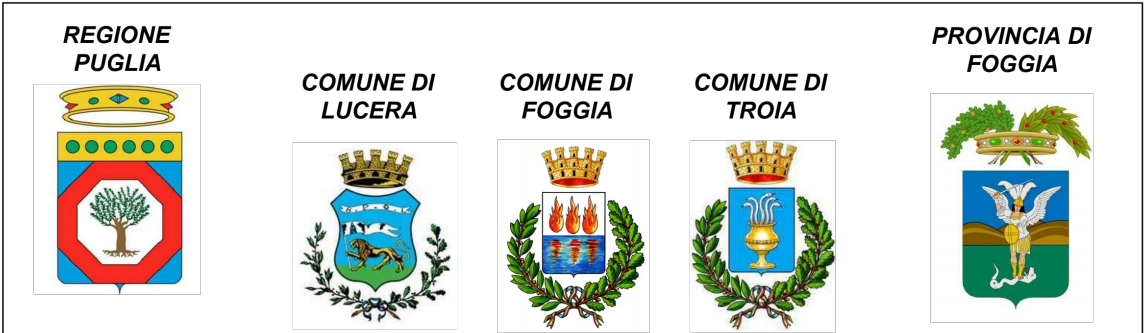 REGIONE
PUGLIA
COMUNE DI
LUCERA
COMUNE DI
FOGGIA
COMUNE DI
TROIA
PROVINCIA DI
FOGGIA
S. P. Q. L.